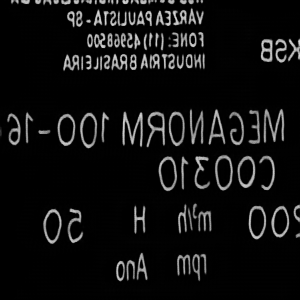 VARZEA PAULISTA - SP
FONE: (11) 45968500
KSB
INDUSTRIA BRASILEIRA
MEGANORM 100-16
C00310
200 m³/h H 50
rpm Ano